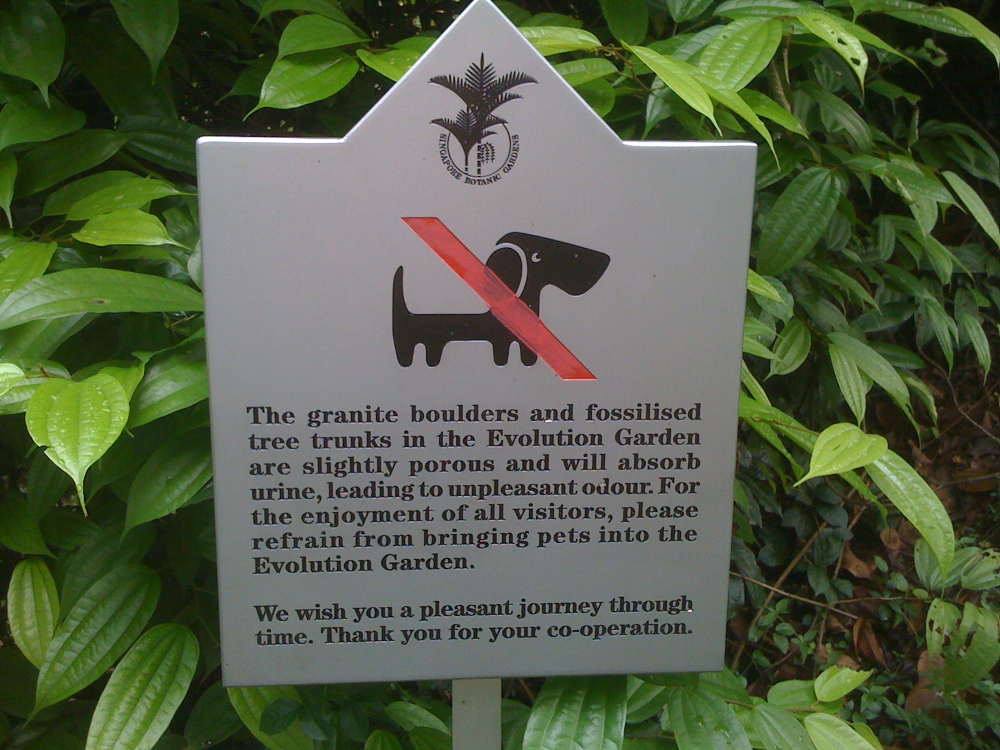 SINGAPORE BOTANIC GARDENS
The granite boulders and fossilised
tree trunks in the Evolution Garden
are slightly porous and will absorb
urine, leading to unpleasant odour. For
the enjoyment of all visitors, please
refrain from bringing pets into the
Evolution Garden.
We wish you a pleasant journey through
time. Thank you for your co-operation.